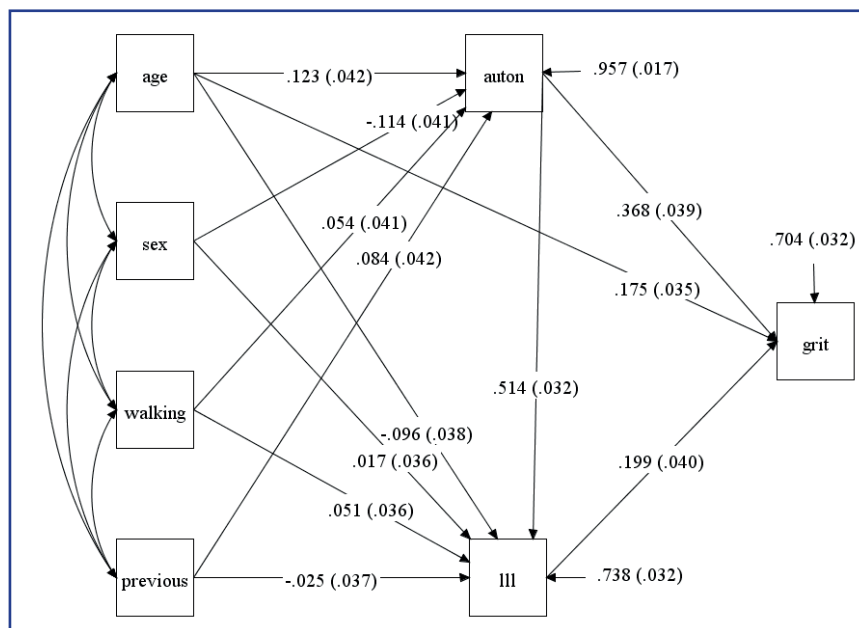 age
.123 (.042)
auton
.957 (.017)
-.114 (.041)
sex
.054 (.041)
.084 (.042)
.368 (.039)
.704 (.032)
.175 (.035)
grit
walking
.514 (.032)
-.096 (.038)
.017 (.036)
.199 (.040)
.051 (.036)
previous
-.025 (.037)
lll
.738 (.032)